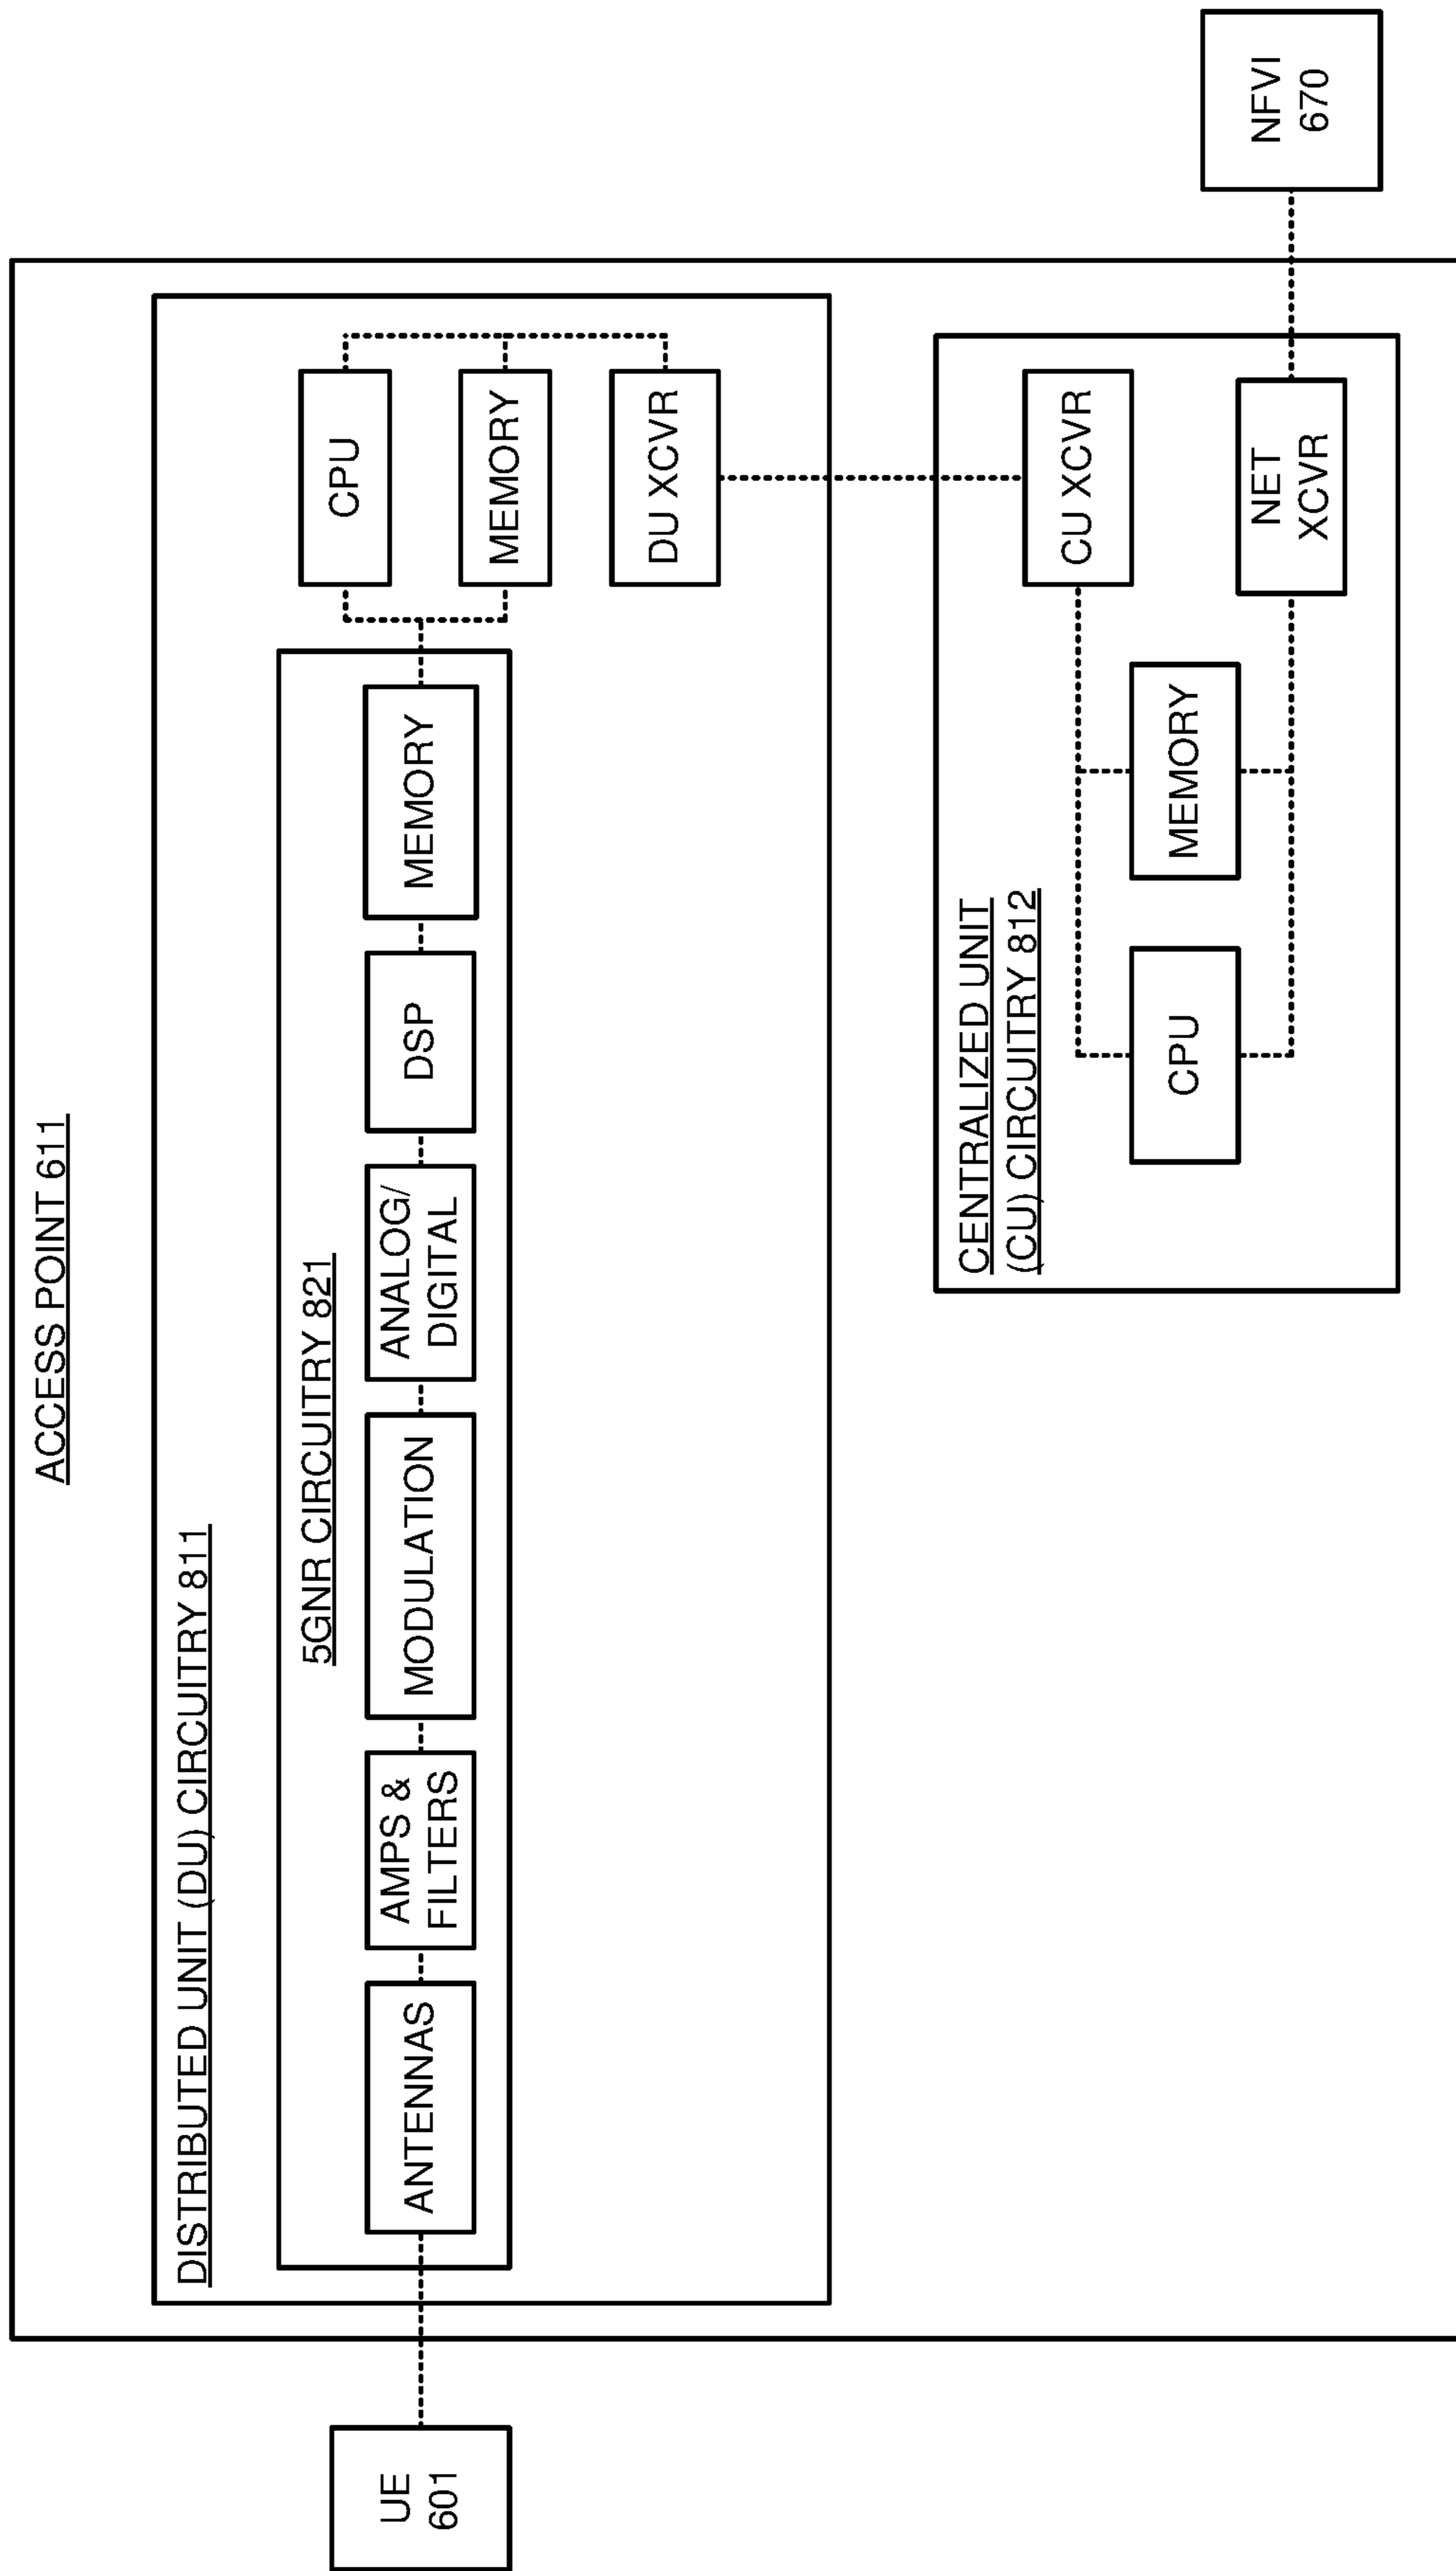 ACCESS POINT 611
DISTRIBUTED UNIT (DU) CIRCUITRY 811
5GNR CIRCUITRY 821
UE
601
ANTENNAS
AMPS &
FILTERS
MODULATION
ANALOG/
DIGITAL
DSP
MEMORY
CPU
MEMORY
DU XCVR
CENTRALIZED UNIT
(CU) CIRCUITRY 812
CPU
MEMORY
CU XCVR
NET
XCVR
NFVI
670